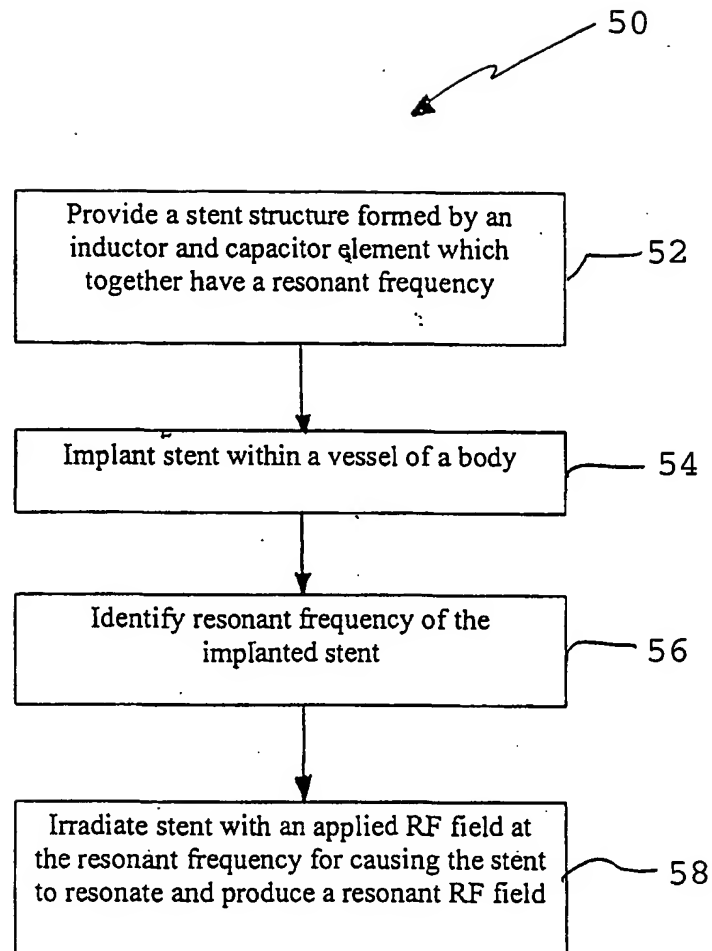 50
Provide a stent structure formed by an
inductor and capacitor element which
together have a resonant frequency
52
Implant stent within a vessel of a body
54
Identify resonant frequency of the
implanted stent
56
Irradiate stent with an applied RF field at
the resonant frequency for causing the stent
to resonate and produce a resonant RF field
58